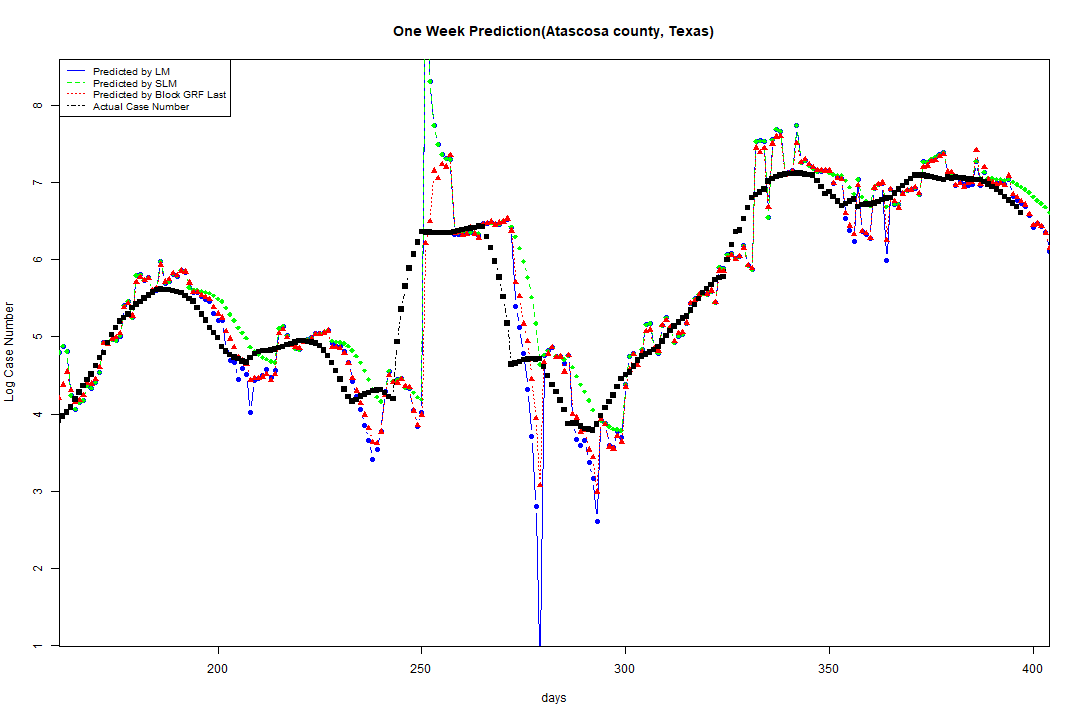 One Week Prediction(Atascosa county, Texas)
Predicted by LM
Predicted by SLM
Predicted by Block GRF Last
Actual Case Number
Log Case Number
8
7
6
5
4
3
2
1
200
250
300
350
400
days